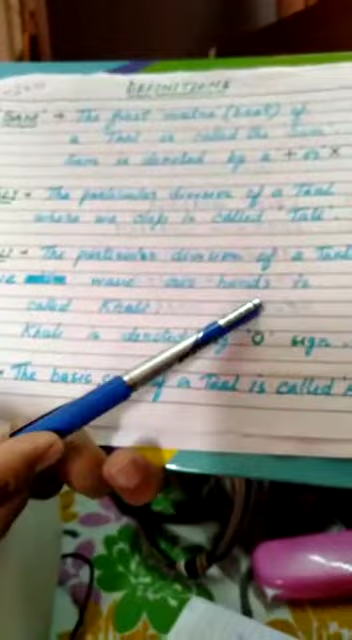 DEFINITIONS
"SAM" → The first matra (beat) of
a Taal is called the Sam.
Sam is denoted by a + or ×
The particular division of a Taal
where we clap is called 'Tali'.
The particular division of a Taal
wave our hands is
called Khali.
Khali is denoted by '0' sign.
The basic of a Taal is called